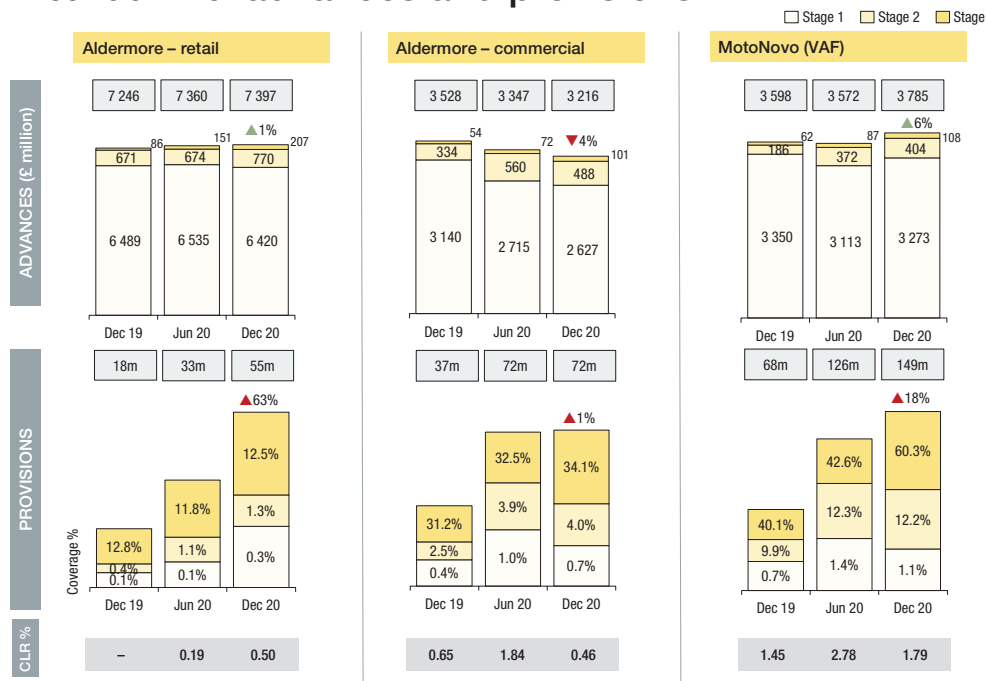 Stage 1 Stage 2 Stage
Aldermore – retail
Aldermore – commercial
MotoNovo (VAF)
ADVANCES (£ million)
7 246 7 360 7 397
1%
86 151 207
671 674 770
6 489 6 535 6 420
Dec 19 Jun 20 Dec 20
3 528 3 347 3 216
4%
54 72 101
334 560 488
3 140 2 715 2 627
Dec 19 Jun 20 Dec 20
3 598 3 572 3 785
6%
62 87 108
186 372 404
3 350 3 113 3 273
Dec 19 Jun 20 Dec 20
PROVISIONS
Coverage %
18m 33m 55m
63%
12.8% 11.8% 12.5%
0.4% 1.1% 1.3%
0.1% 0.1% 0.3%
Dec 19 Jun 20 Dec 20
37m 72m 72m
1%
31.2% 32.5% 34.1%
2.5% 3.9% 4.0%
0.4% 1.0% 0.7%
Dec 19 Jun 20 Dec 20
68m 126m 149m
18%
40.1% 42.6% 60.3%
9.9% 12.3% 12.2%
0.7% 1.4% 1.1%
Dec 19 Jun 20 Dec 20
CLR %
– 0.19 0.50
0.65 1.84 0.46
1.45 2.78 1.79